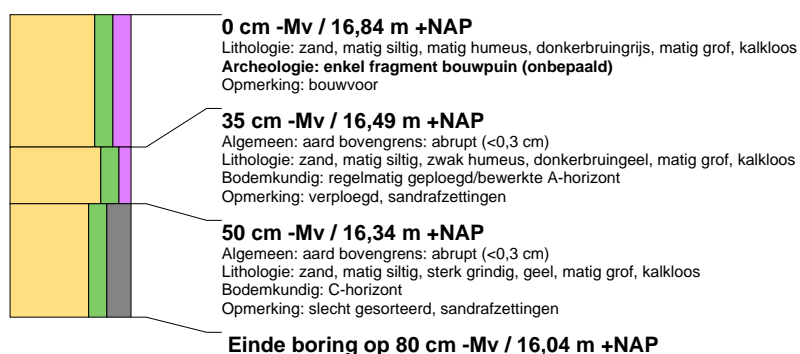 0 cm -Mv / 16,84 m +NAP
Lithologie: zand, matig siltig, matig humeus, donkerbruingrijs, matig grof, kalkloos
Archeologie: enkel fragment bouwpuin (onbepaald)
Opmerking: bouwvoor
35 cm -Mv / 16,49 m +NAP
Algemeen: aard bovengrens: abrupt (<0,3 cm)
Lithologie: zand, matig siltig, zwak humeus, donkerbruingeel, matig grof, kalkloos
Bodemkundig: regelmatig geploegd/bewerkte A-horizont
Opmerking: verploegd, sandrafzettingen
50 cm -Mv / 16,34 m +NAP
Algemeen: aard bovengrens: abrupt (<0,3 cm)
Lithologie: zand, matig siltig, sterk grindig, geel, matig grof, kalkloos
Bodemkundig: C-horizont
Opmerking: slecht gesorteerd, sandrafzettingen
Einde boring op 80 cm -Mv / 16,04 m +NAP